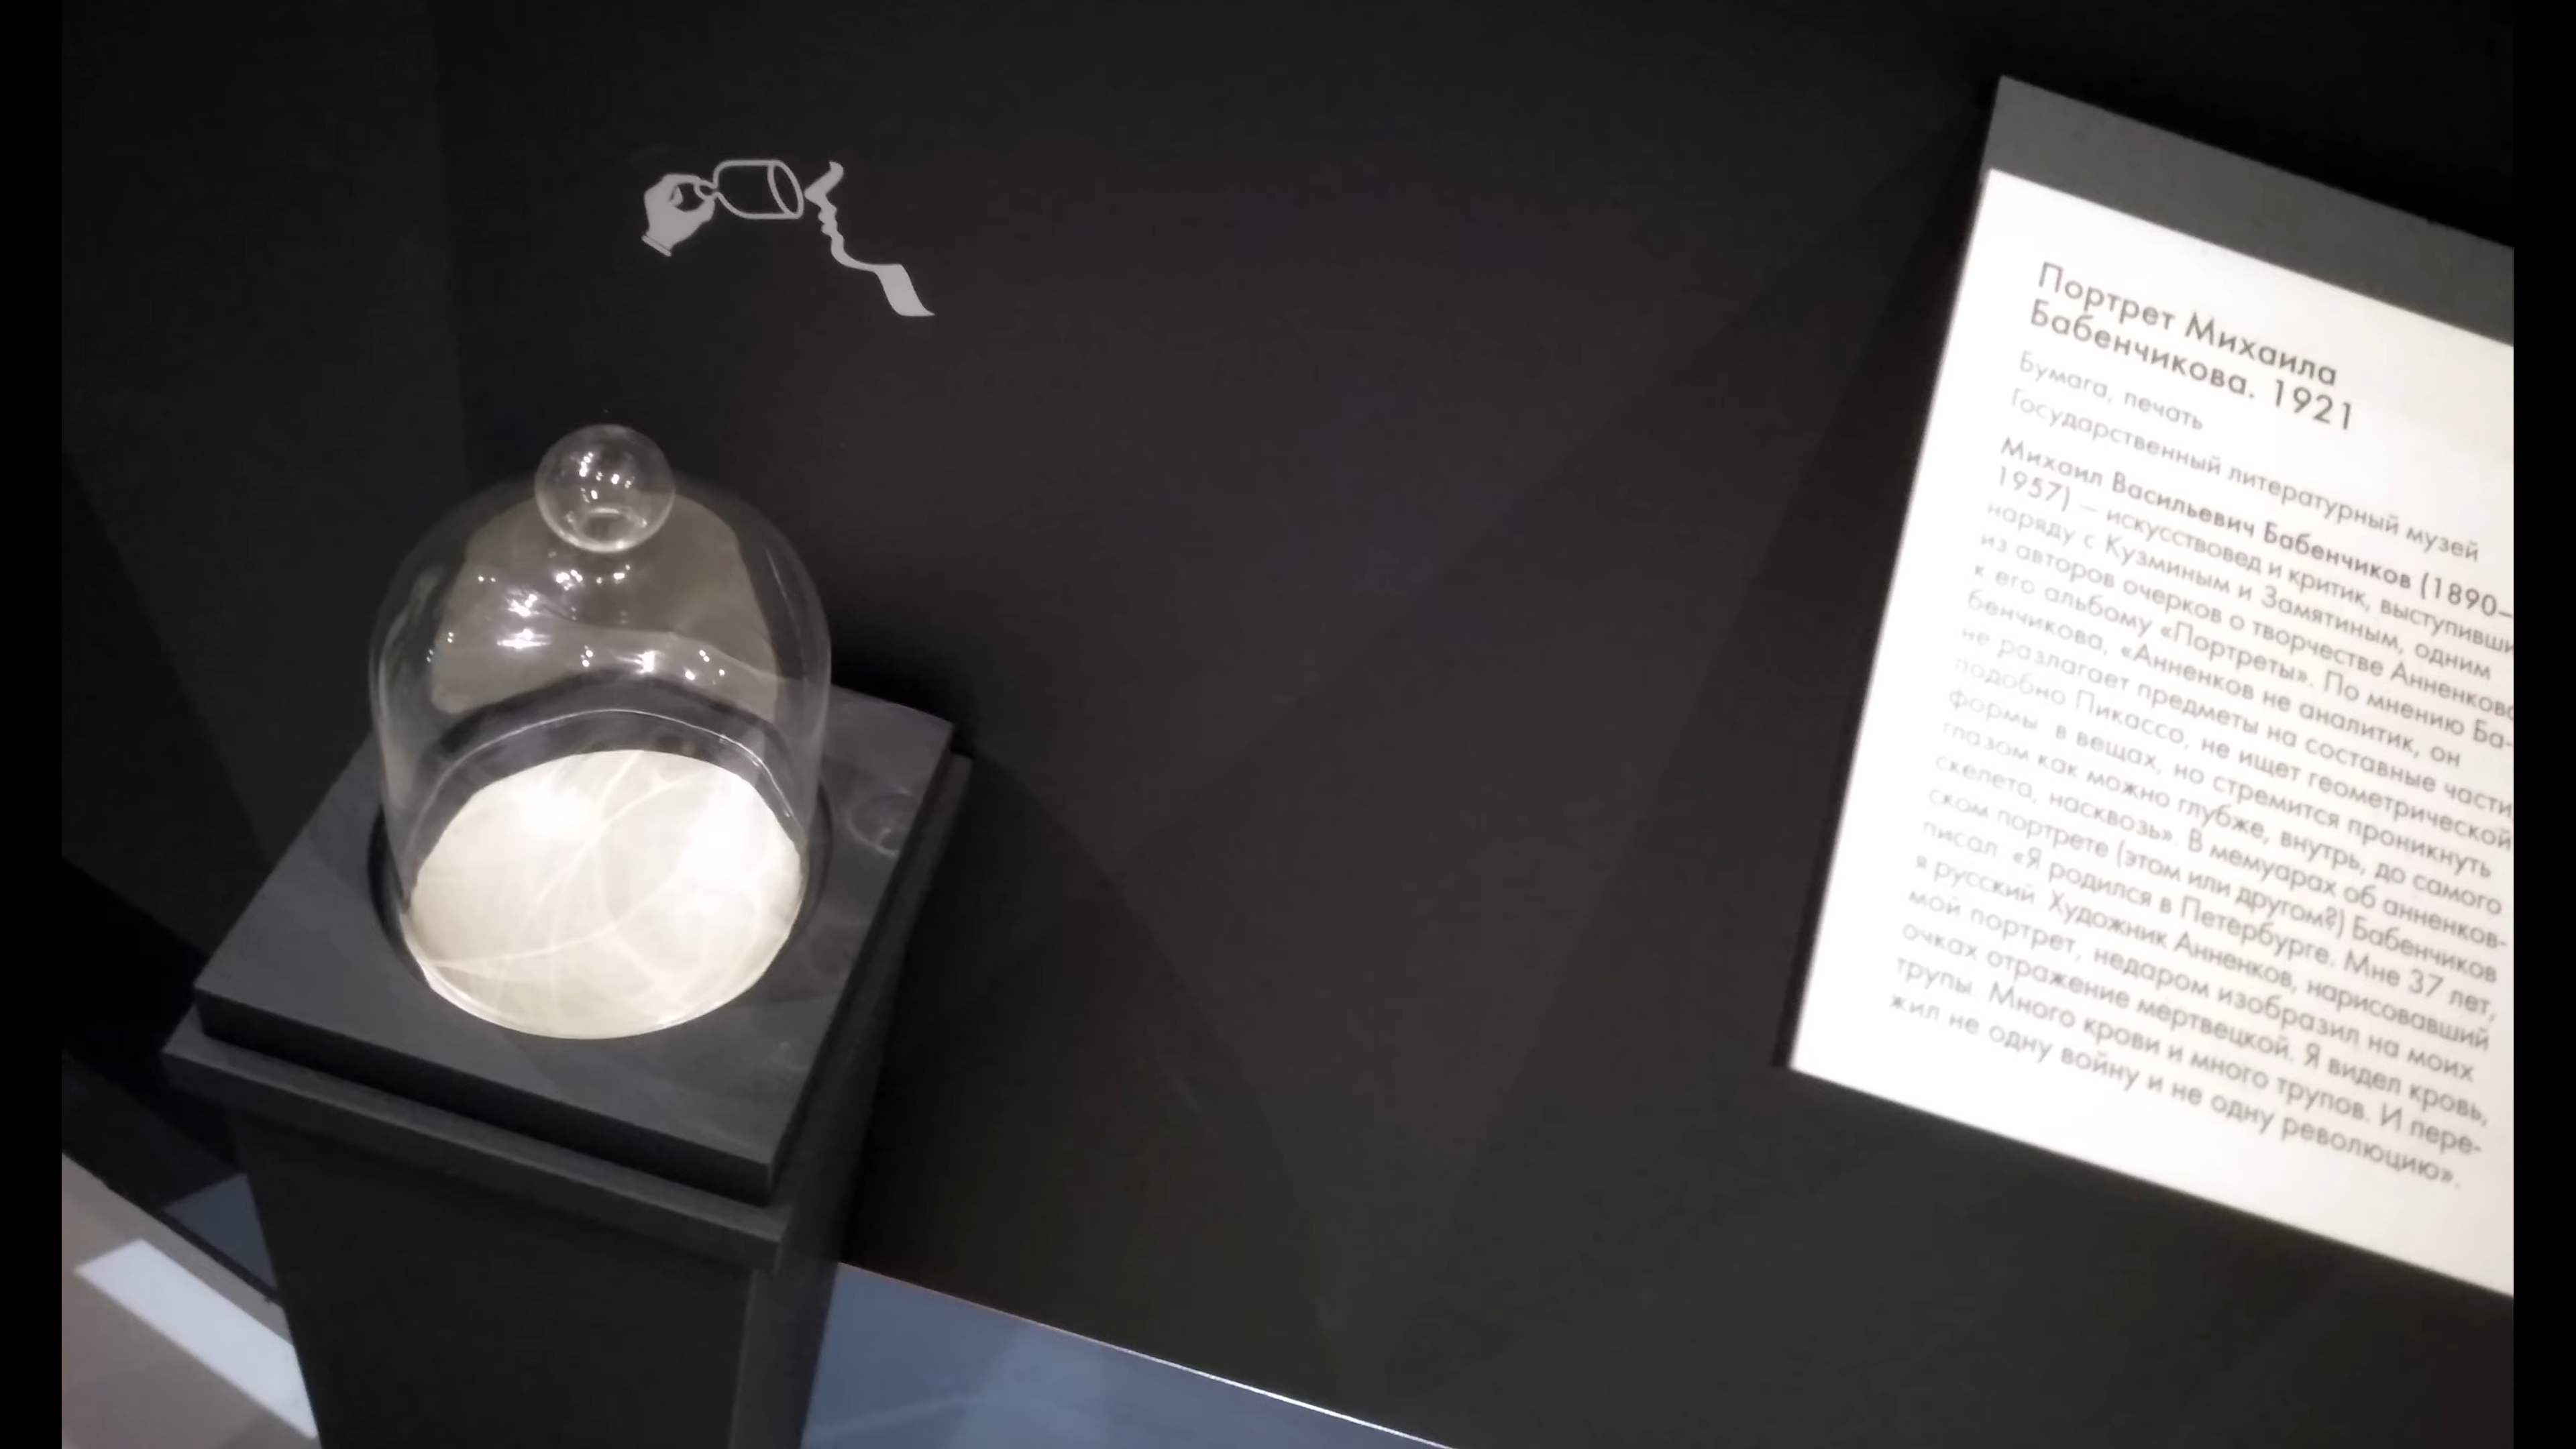 Портрет Михаила
Бабенчикова. 1921
Бумага, печать
Государственный литературный музей
Михаил Васильевич Бабенчиков (1890–
1957) — искусствовед и критик, выступивши
наряду с Кузминым и Замятиным, одним
из авторов очерков о творчестве Анненково
к его альбому «Портреты». По мнению Ба-
бенчикова, «Анненков не аналитик, он
не разлагает предметы на составные части
подобно Пикассо, не ищет геометрической
формы в вещах, но стремится проникнуть
глазом как можно глубже, внутрь, до самого
скелета, насквозь». В мемуарах об анненков-
ском портрете (этом или другом?) Бабенчиков
писал «Я родился в Петербурге. Мне 37 лет,
я русский Художник Анненков, нарисовавший
мой портрет, недаром изобразил на моих
очках отражение мертвецкой. Я видел кровь,
трупы. Много крови и много трупов. И пере-
жил не одну войну и не одну революцию».